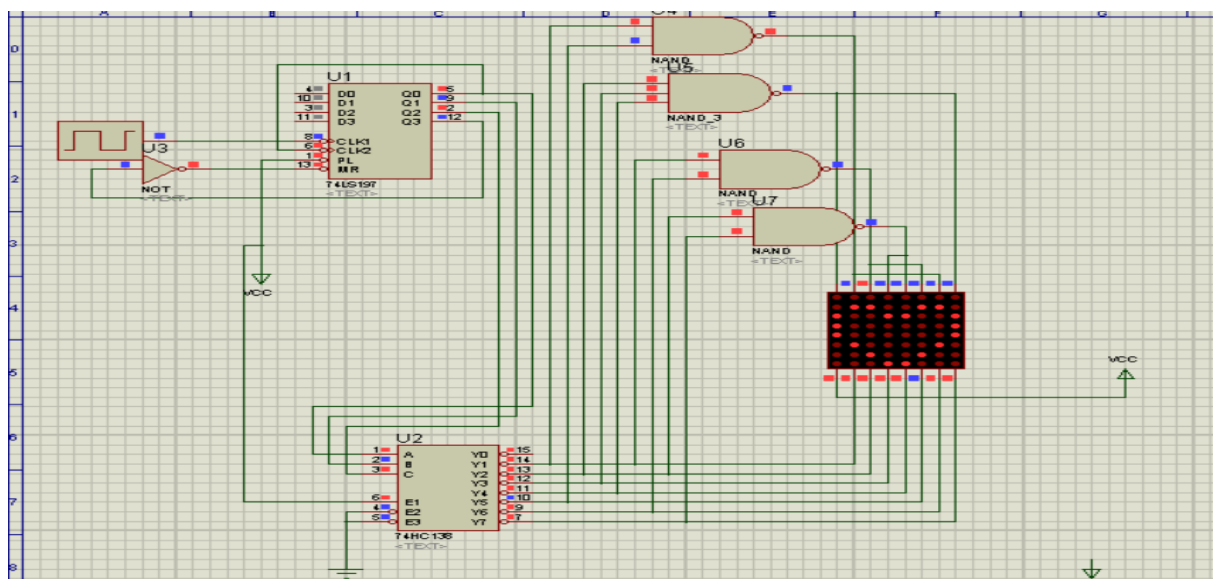 A B C D E F G
0
1
2
3
4
5
6
7
8
U1
4 D0 Q0 5
10 D1 Q1 9
3 D2 Q2 2
11 D3 Q3 12
8 CLK1
6 CLK2
1 PL
13 MR
74LS197
<TEXT>
U3
NOT
<TEXT>
VCC
NAND
U5
NAND_3
<TEXT>
U6
NAND
U7
NAND
<TEXT>
VCC
U2
1 A Y0 15
2 B Y1 14
3 C Y2 13
Y3 12
Y4 11
6 E1 Y5 10
4 E2 Y6 9
5 E3 Y7 7
74HC138
<TEXT>